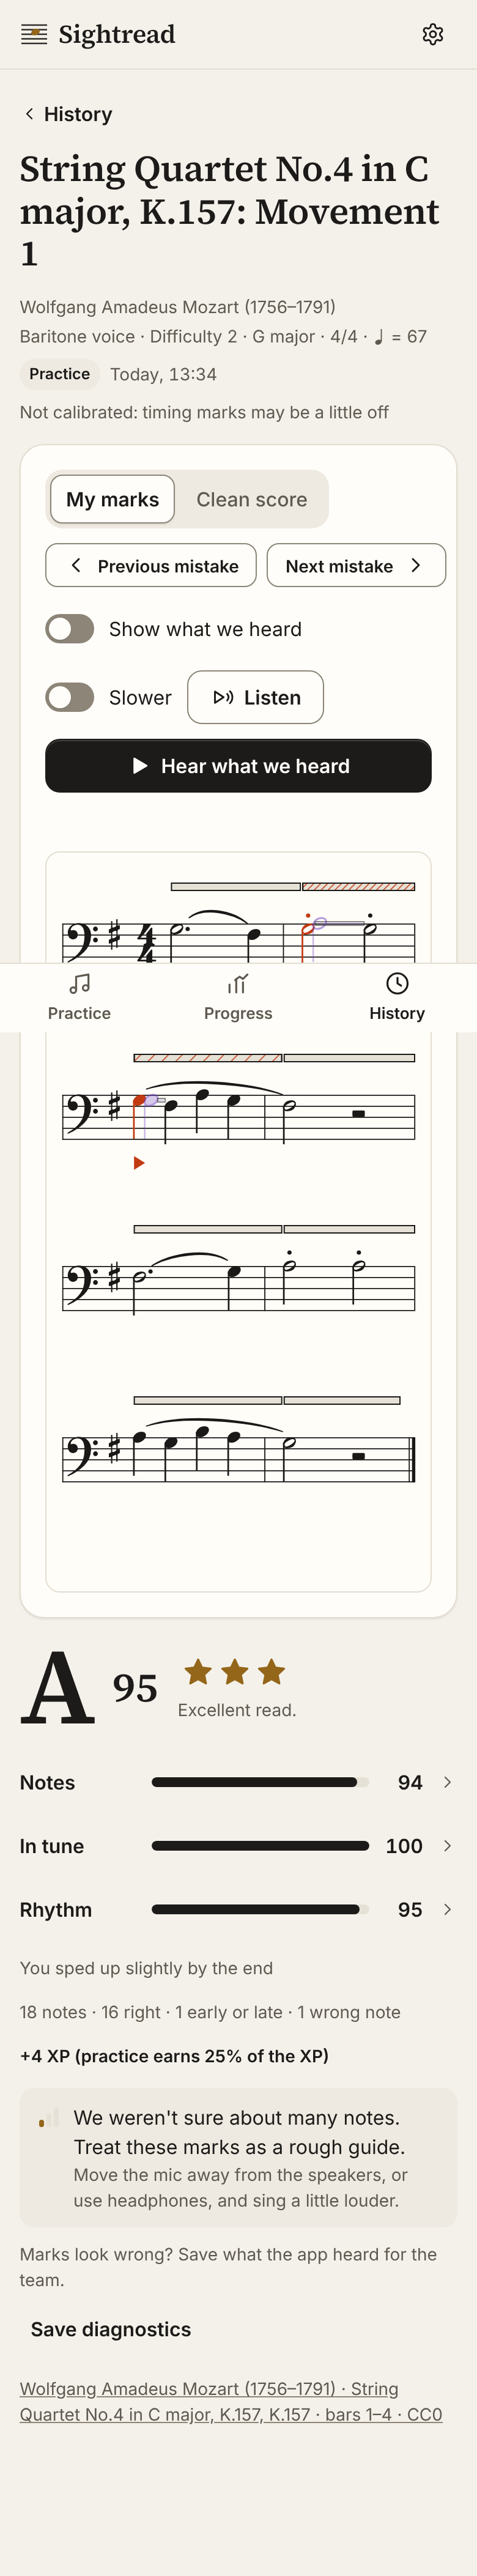 Sightread
History
String Quartet No.4 in C
major, K.157: Movement
1
Wolfgang Amadeus Mozart (1756–1791)
Baritone voice · Difficulty 2 · G major · 4/4 · ♩ = 67
Practice Today, 13:34
Not calibrated: timing marks may be a little off
My marks Clean score
Previous mistake Next mistake
Show what we heard
Slower Listen
Hear what we heard
4
4
Practice Progress History
A 95
Excellent read.
Notes 94
In tune 100
Rhythm 95
You sped up slightly by the end
18 notes · 16 right · 1 early or late · 1 wrong note
+4 XP (practice earns 25% of the XP)
We weren't sure about many notes.
Treat these marks as a rough guide.
Move the mic away from the speakers, or
use headphones, and sing a little louder.
Marks look wrong? Save what the app heard for the
team.
Save diagnostics
Wolfgang Amadeus Mozart (1756–1791) · String
Quartet No.4 in C major, K.157, K.157 · bars 1–4 · CC0